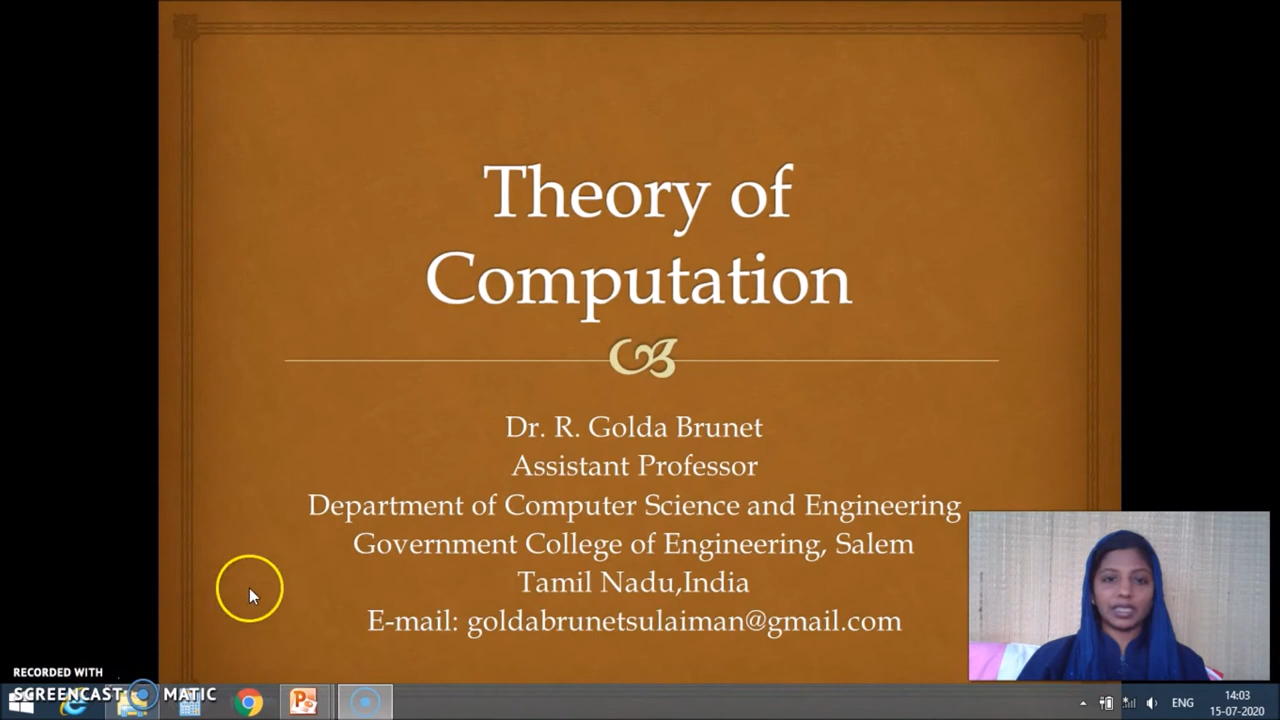 Theory of
Computation
Dr. R. Golda Brunet
Assistant Professor
Department of Computer Science and Engineering
Government College of Engineering, Salem
Tamil Nadu,India
E-mail: goldabrunetsulaiman@gmail.com
RECORDED WITH
SCREENCAST MATIC
ENG
14:03
15-07-2020